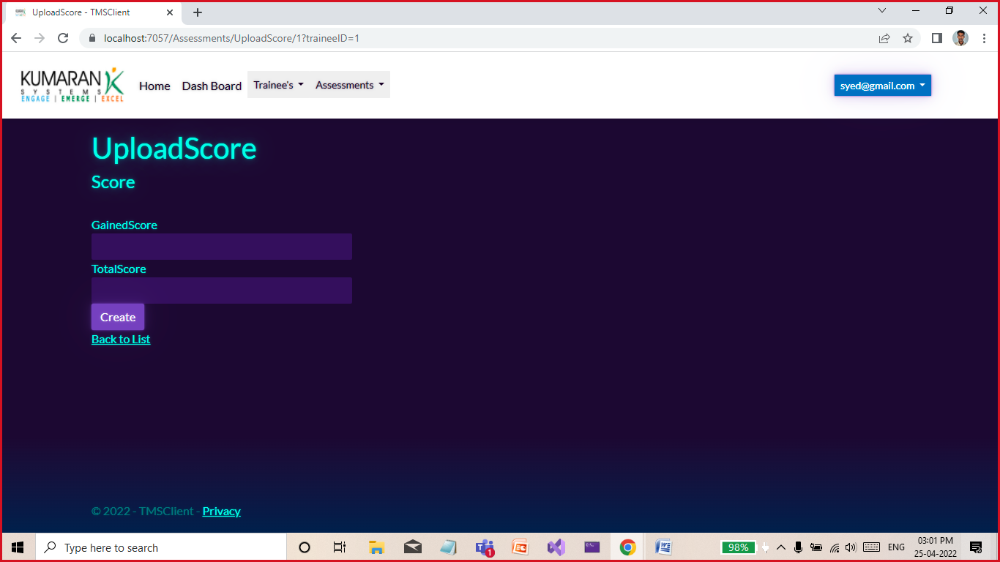 UploadScore - TMSClient
localhost:7057/Assessments/UploadScore/1?traineeID=1
KUMARAN
SYSTEMS
ENGAGE | EMERGE | EXCEL
Home Dash Board Trainee's Assessments
syed@gmail.com
UploadScore
Score
GainedScore
TotalScore
Create
Back to List
© 2022 - TMSClient - Privacy
Type here to search
1
98%
ENG
03:01 PM
25-04-2022